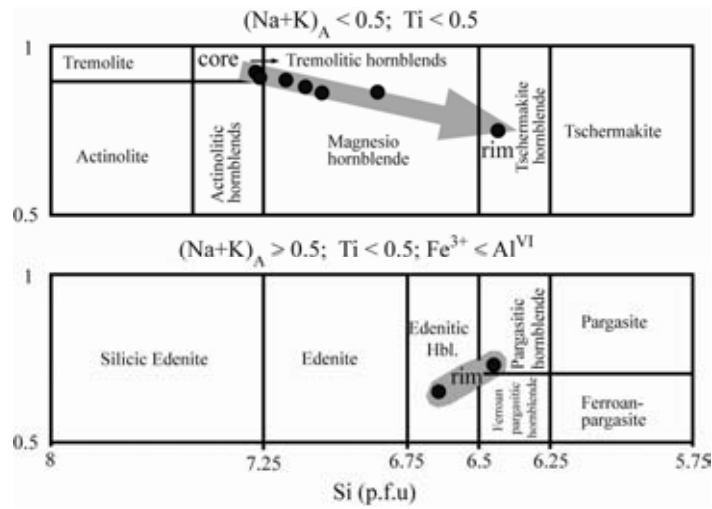 (Na+K)A < 0.5; Ti < 0.5
1
0.5
Tremolite
core → Tremolitic hornblends
Actinolite
Actinolitic
hornblends
Magnesio
hornblende
rim
Tschermakite
hornblende
Tschermakite
(Na+K)A > 0.5; Ti < 0.5; Fe3+ < AlVI
1
0.5
Silicic Edenite
Edenite
Edenitic
Hbl.
rim
Pargasitic
hornblende
Ferroan
pargasitic
hornblende
Pargasite
Ferroan-
pargasite
8 7.25 6.75 6.5 6.25 5.75
Si (p.f.u)